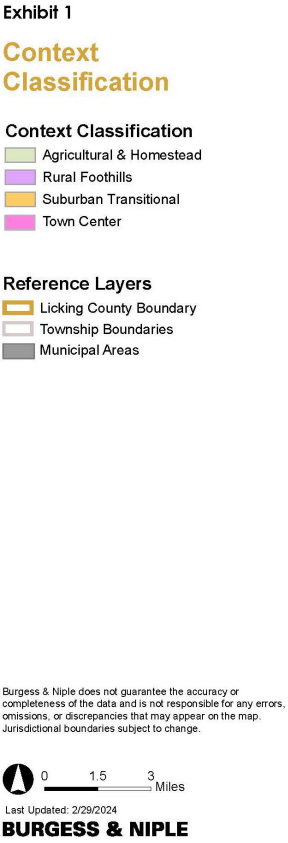 Exhibit 1
Context
Classification
Context Classification
Agricultural & Homestead
Rural Foothills
Suburban Transitional
Town Center
Reference Layers
Licking County Boundary
Township Boundaries
Municipal Areas
Burgess & Niple does not guarantee the accuracy or
completeness of the data and is not responsible for any errors,
omissions, or discrepancies that may appear on the map.
Jurisdictional boundaries subject to change.
0 1.5 3
Miles
Last Updated: 2/29/2024
BURGESS & NIPLE